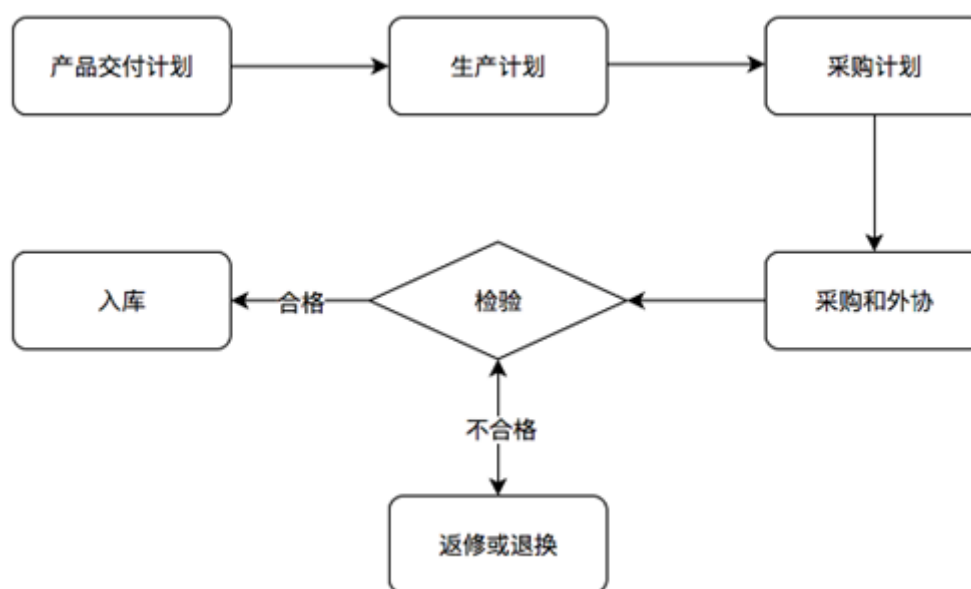 产品交付计划
生产计划
采购计划
入库
合格
检验
采购和外协
不合格
返修或退换